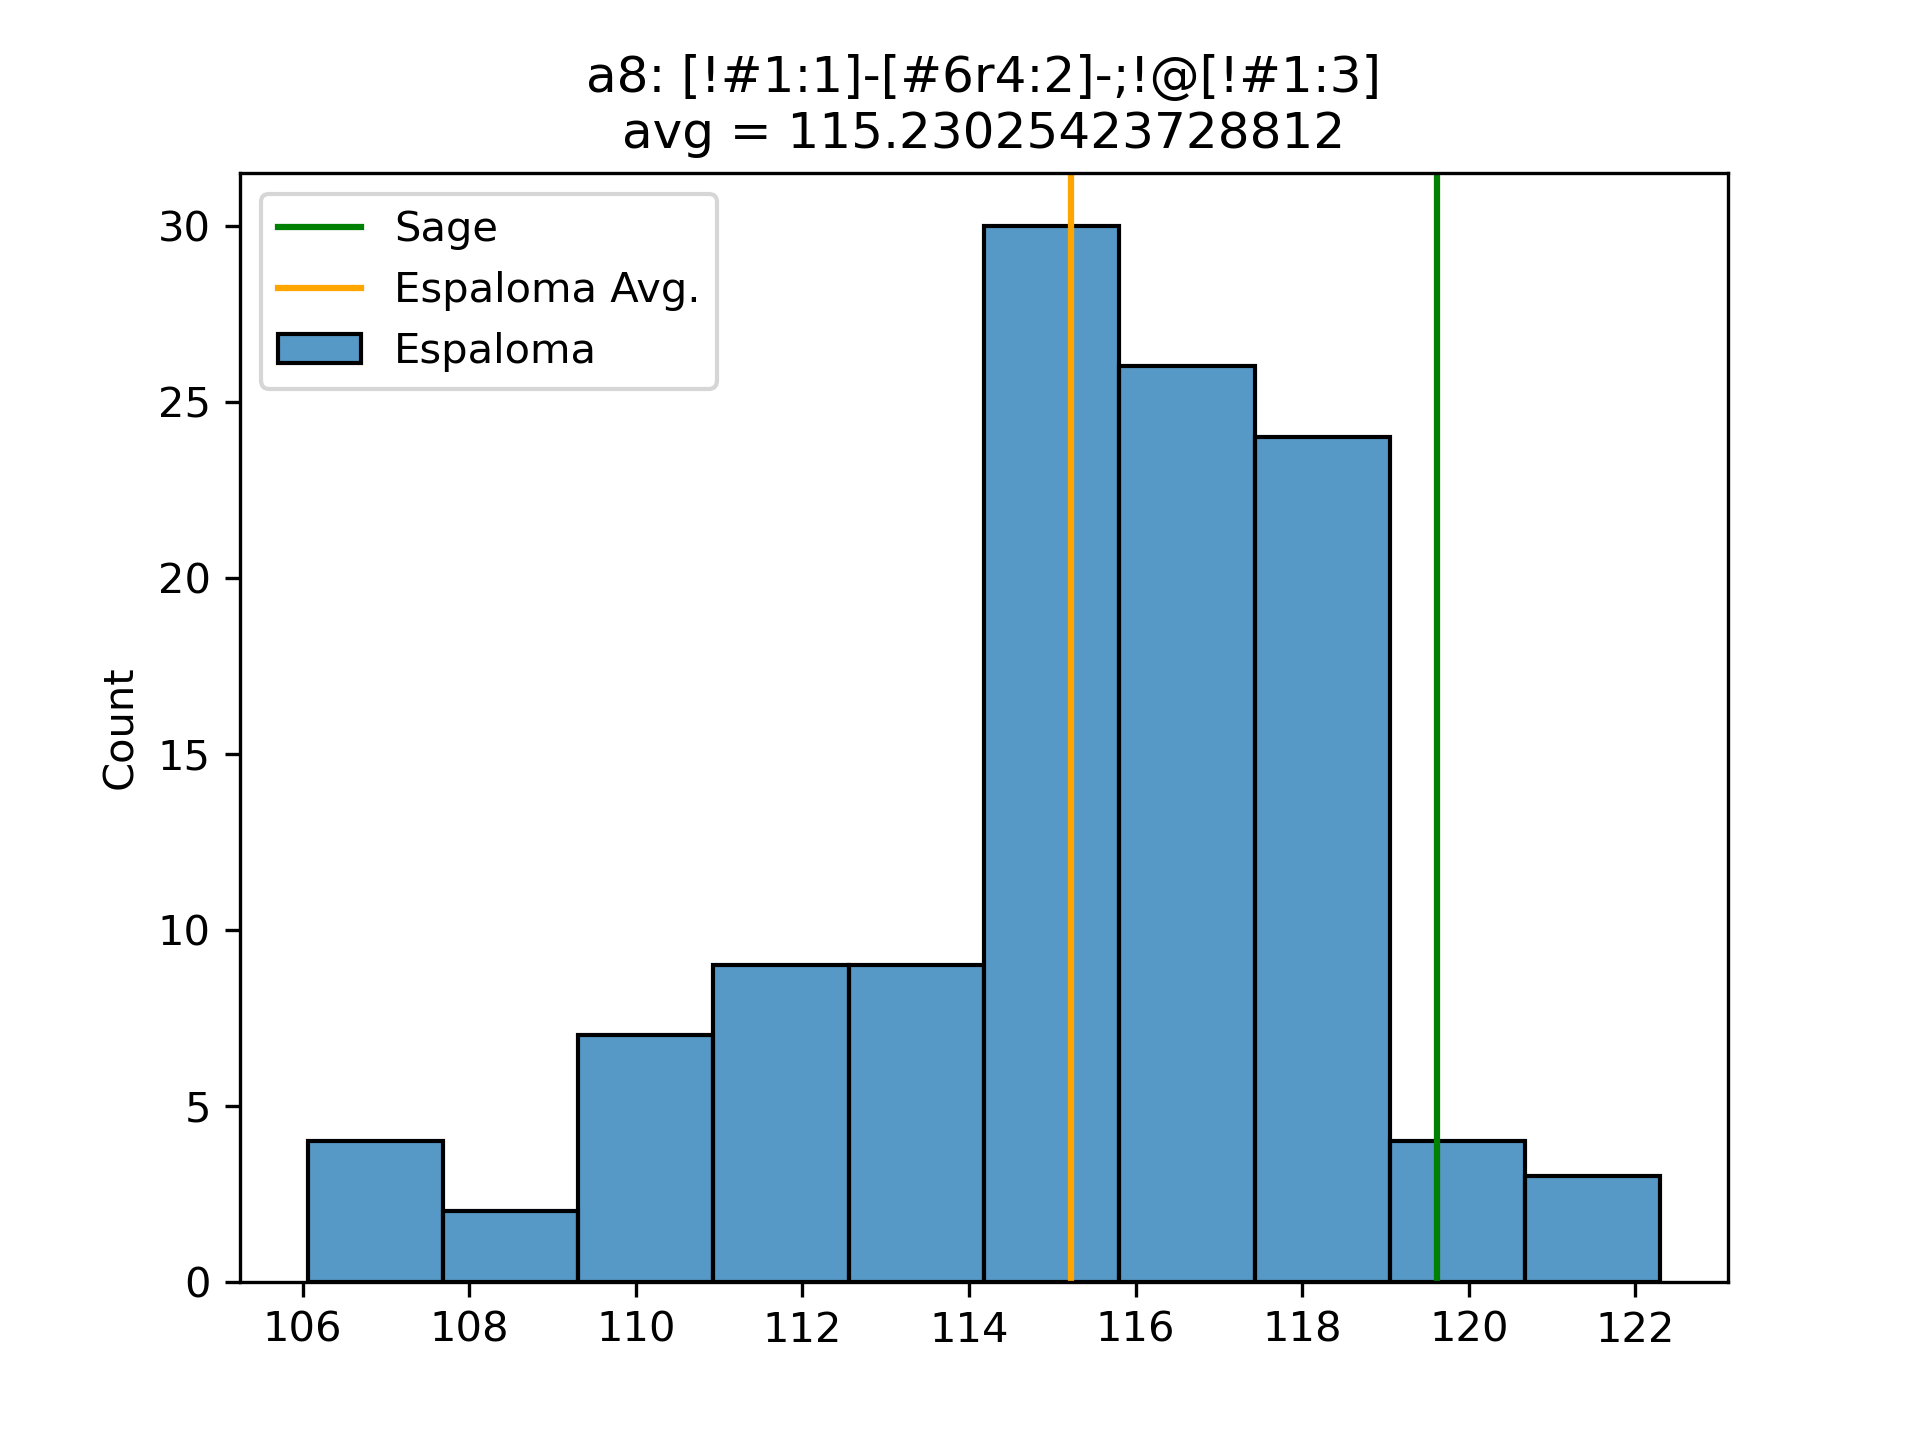 a8: [!#1:1]-[#6r4:2]-;!@[!#1:3]
avg = 115.23025423728812
Sage
Espaloma Avg.
Espaloma
30
25
20
15
10
5
0
Count
106 108 110 112 114 116 118 120 122